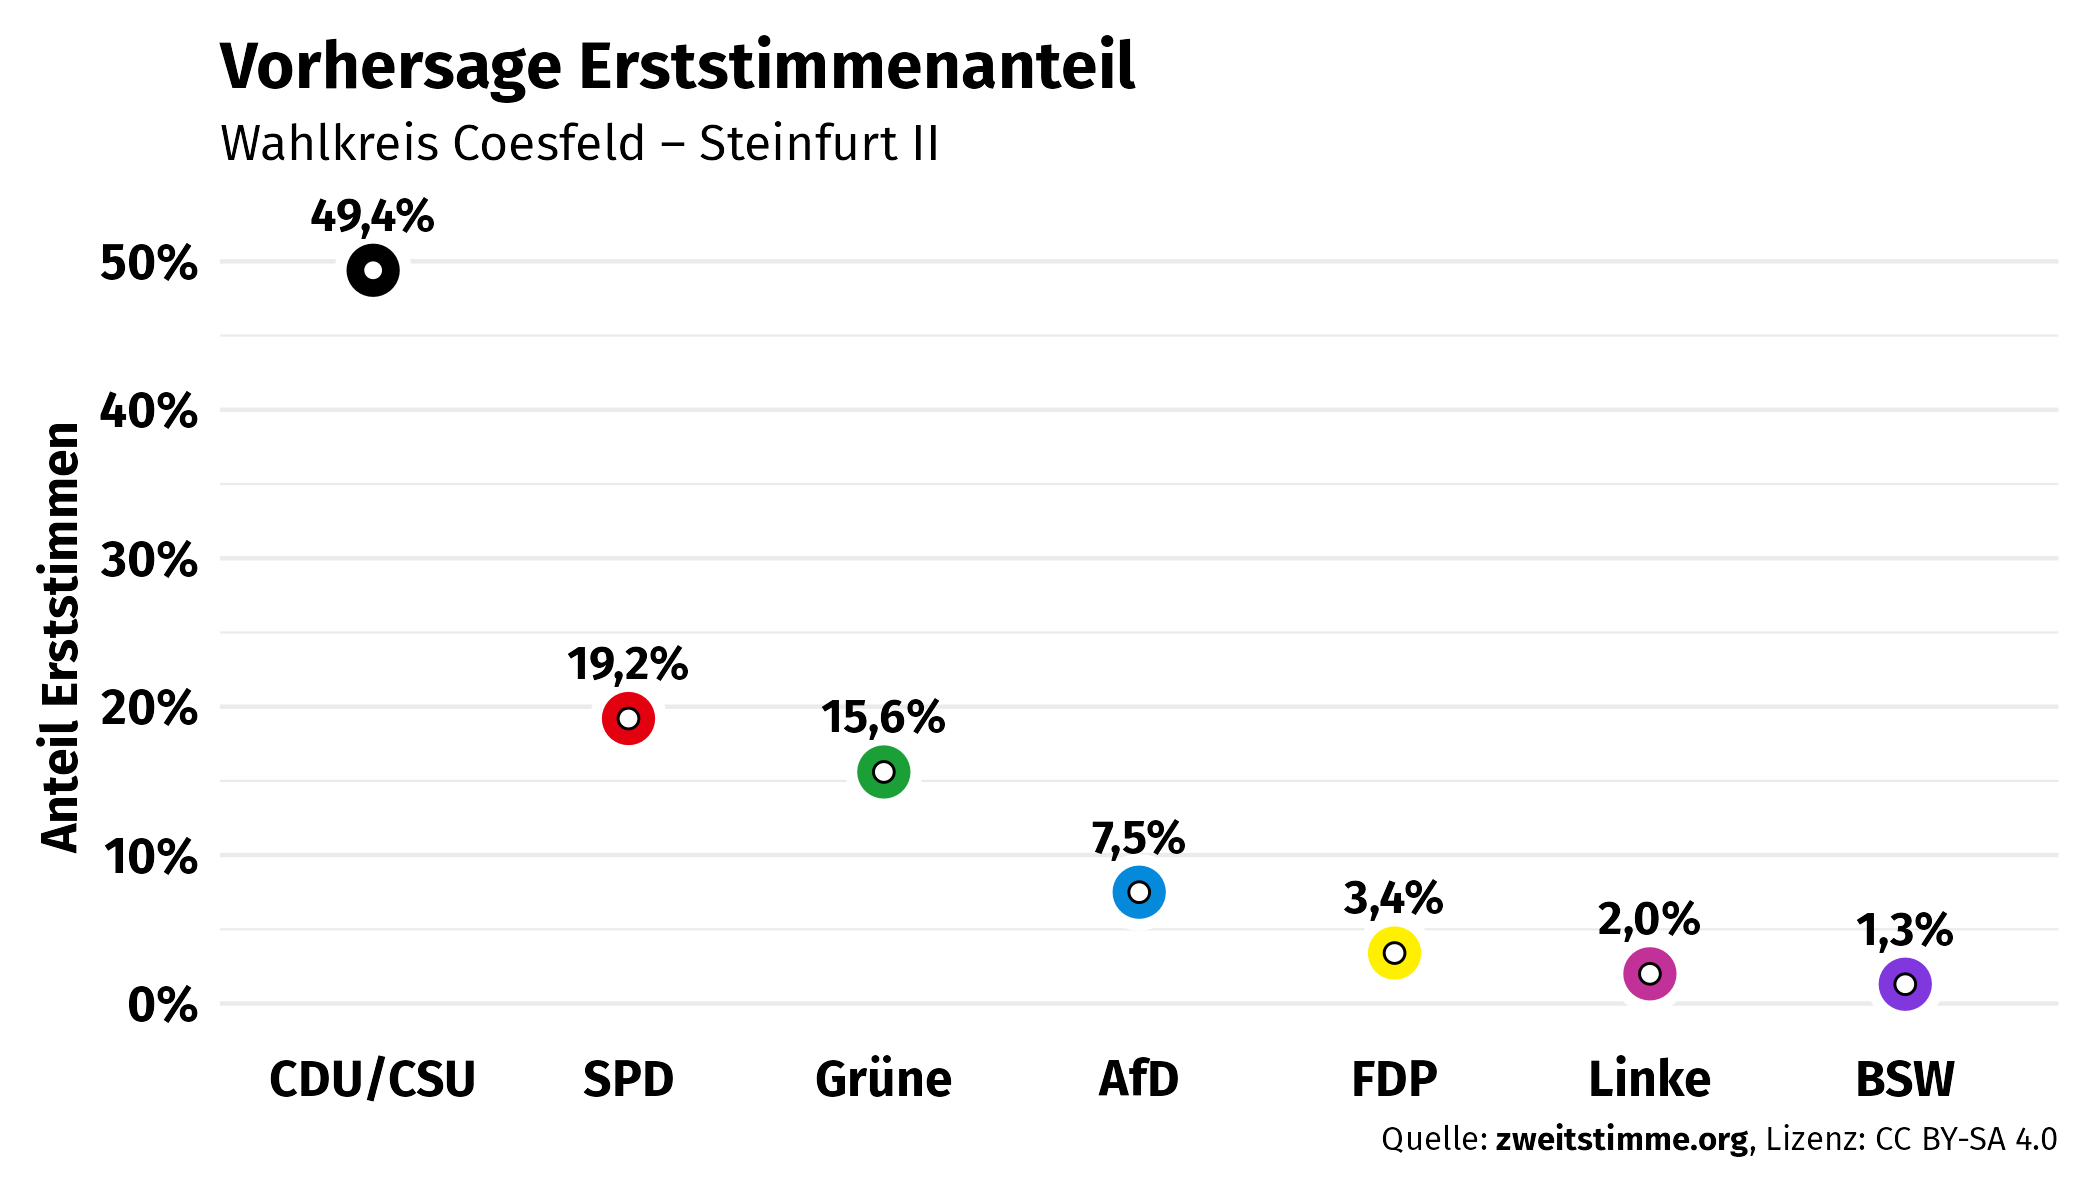 Vorhersage Erststimmenanteil
Wahlkreis Coesfeld – Steinfurt II
Anteil Erststimmen
50%
40%
30%
20%
10%
0%
49,4%
19,2%
15,6%
7,5%
3,4%
2,0%
1,3%
CDU/CSU SPD Grüne AfD FDP Linke BSW
Quelle: zweitstimme.org, Lizenz: CC BY-SA 4.0